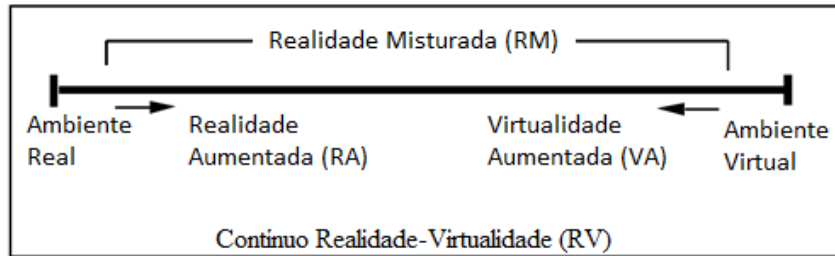 Realidade Misturada (RM)
Ambiente
Real
Realidade
Aumentada (RA)
Virtualidade
Aumentada (VA)
Ambiente
Virtual
Contínuo Realidade-Virtualidade (RV)